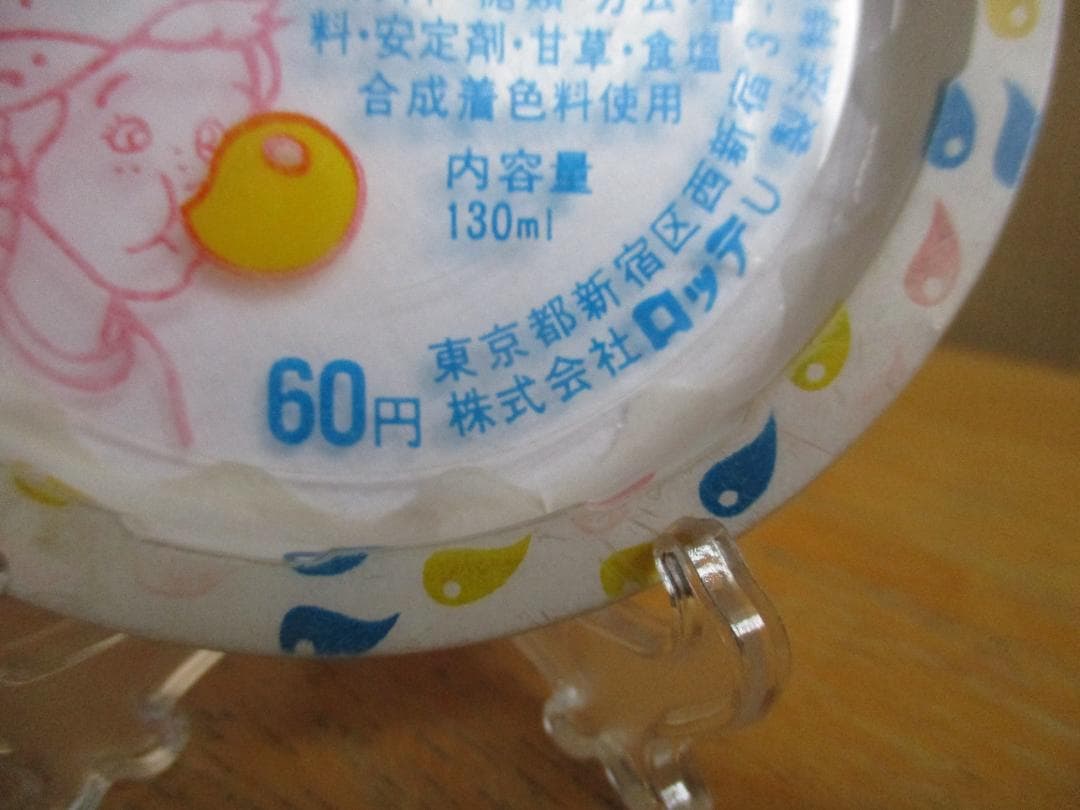 糖類
料・安定剤・甘草・食塩
合成着色料使用
内容量
130ml
60円
東京都新宿区西新宿3
株式会社ロッテ